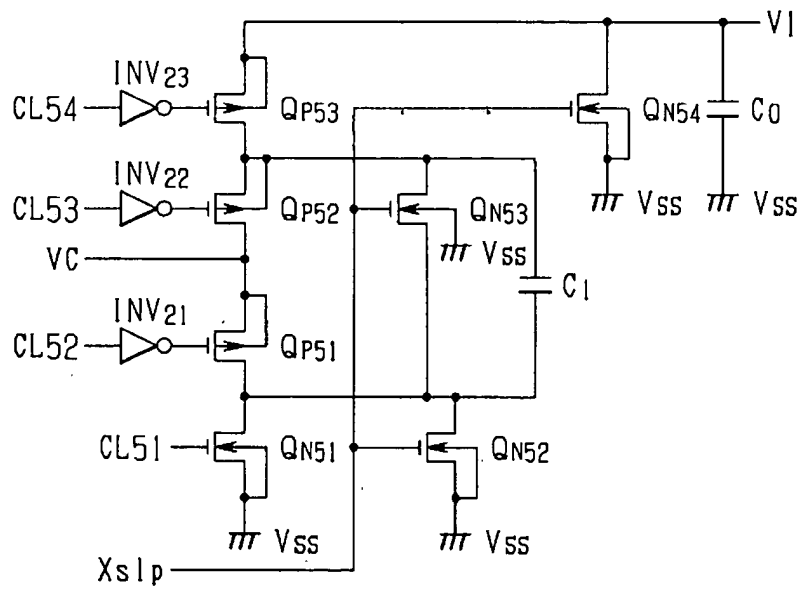 V1
INV23
CL54
QP53
QN54
C0
VSS
VSS
INV22
CL53
QP52
QN53
VSS
VC
C1
INV21
CL52
QP51
CL51
QN51
QN52
VSS
VSS
Xslp